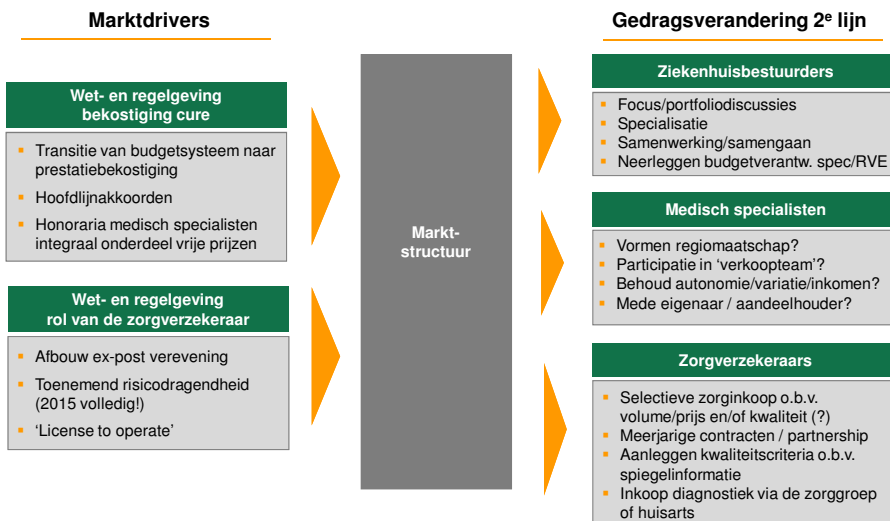 Marktdrivers
Wet- en regelgeving
bekostiging cure
Transitie van budgetsysteem naar
prestatiebekostiging
Hoofdlijnakkoorden
Honoraria medisch specialisten
integraal onderdeel vrije prijzen
Wet- en regelgeving
rol van de zorgverzekeraar
Afbouw ex-post verevening
Toenemend risicodragendheid
(2015 volledig!)
‘License to operate’
Markt-
structuur
Gedragsverandering 2e lijn
Ziekenhuisbestuurders
Focus/portfoliodiscussies
Specialisatie
Samenwerking/samengaan
Neerleggen budgetverantw. spec/RVE
Medisch specialisten
Vormen regiomaatschap?
Participatie in ‘verkoopteam’?
Behoud autonomie/variatie/inkomen?
Mede eigenaar / aandeelhouder?
Zorgverzekeraars
Selectieve zorginkoop o.b.v.
volume/prijs en/of kwaliteit (?)
Meerjarige contracten / partnership
Aanleggen kwaliteitscriteria o.b.v.
spiegelinformatie
Inkoop diagnostiek via de zorggroep
of huisarts